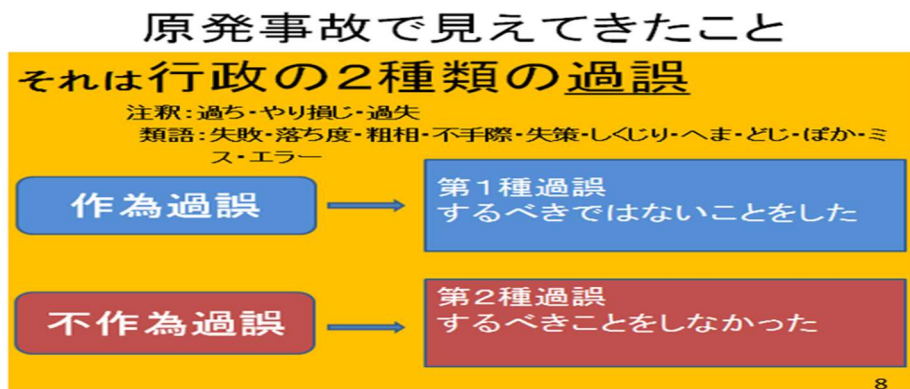 原発事故で見えてきたこと
それは行政の2種類の過誤
注釈:過ち・やり損じ・過失
類語:失敗・落ち度・粗相・不手際・失策・しくじり・へま・どじ・ぽか・ミ
ス・エラー
作為過誤
第1種過誤
するべきではないことをした
不作為過誤
第2種過誤
するべきことをしなかった
8